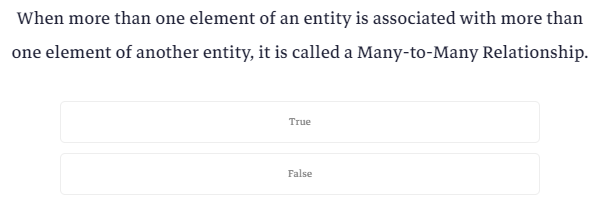 When more than one element of an entity is associated with more than
one element of another entity, it is called a Many-to-Many Relationship.
True
False